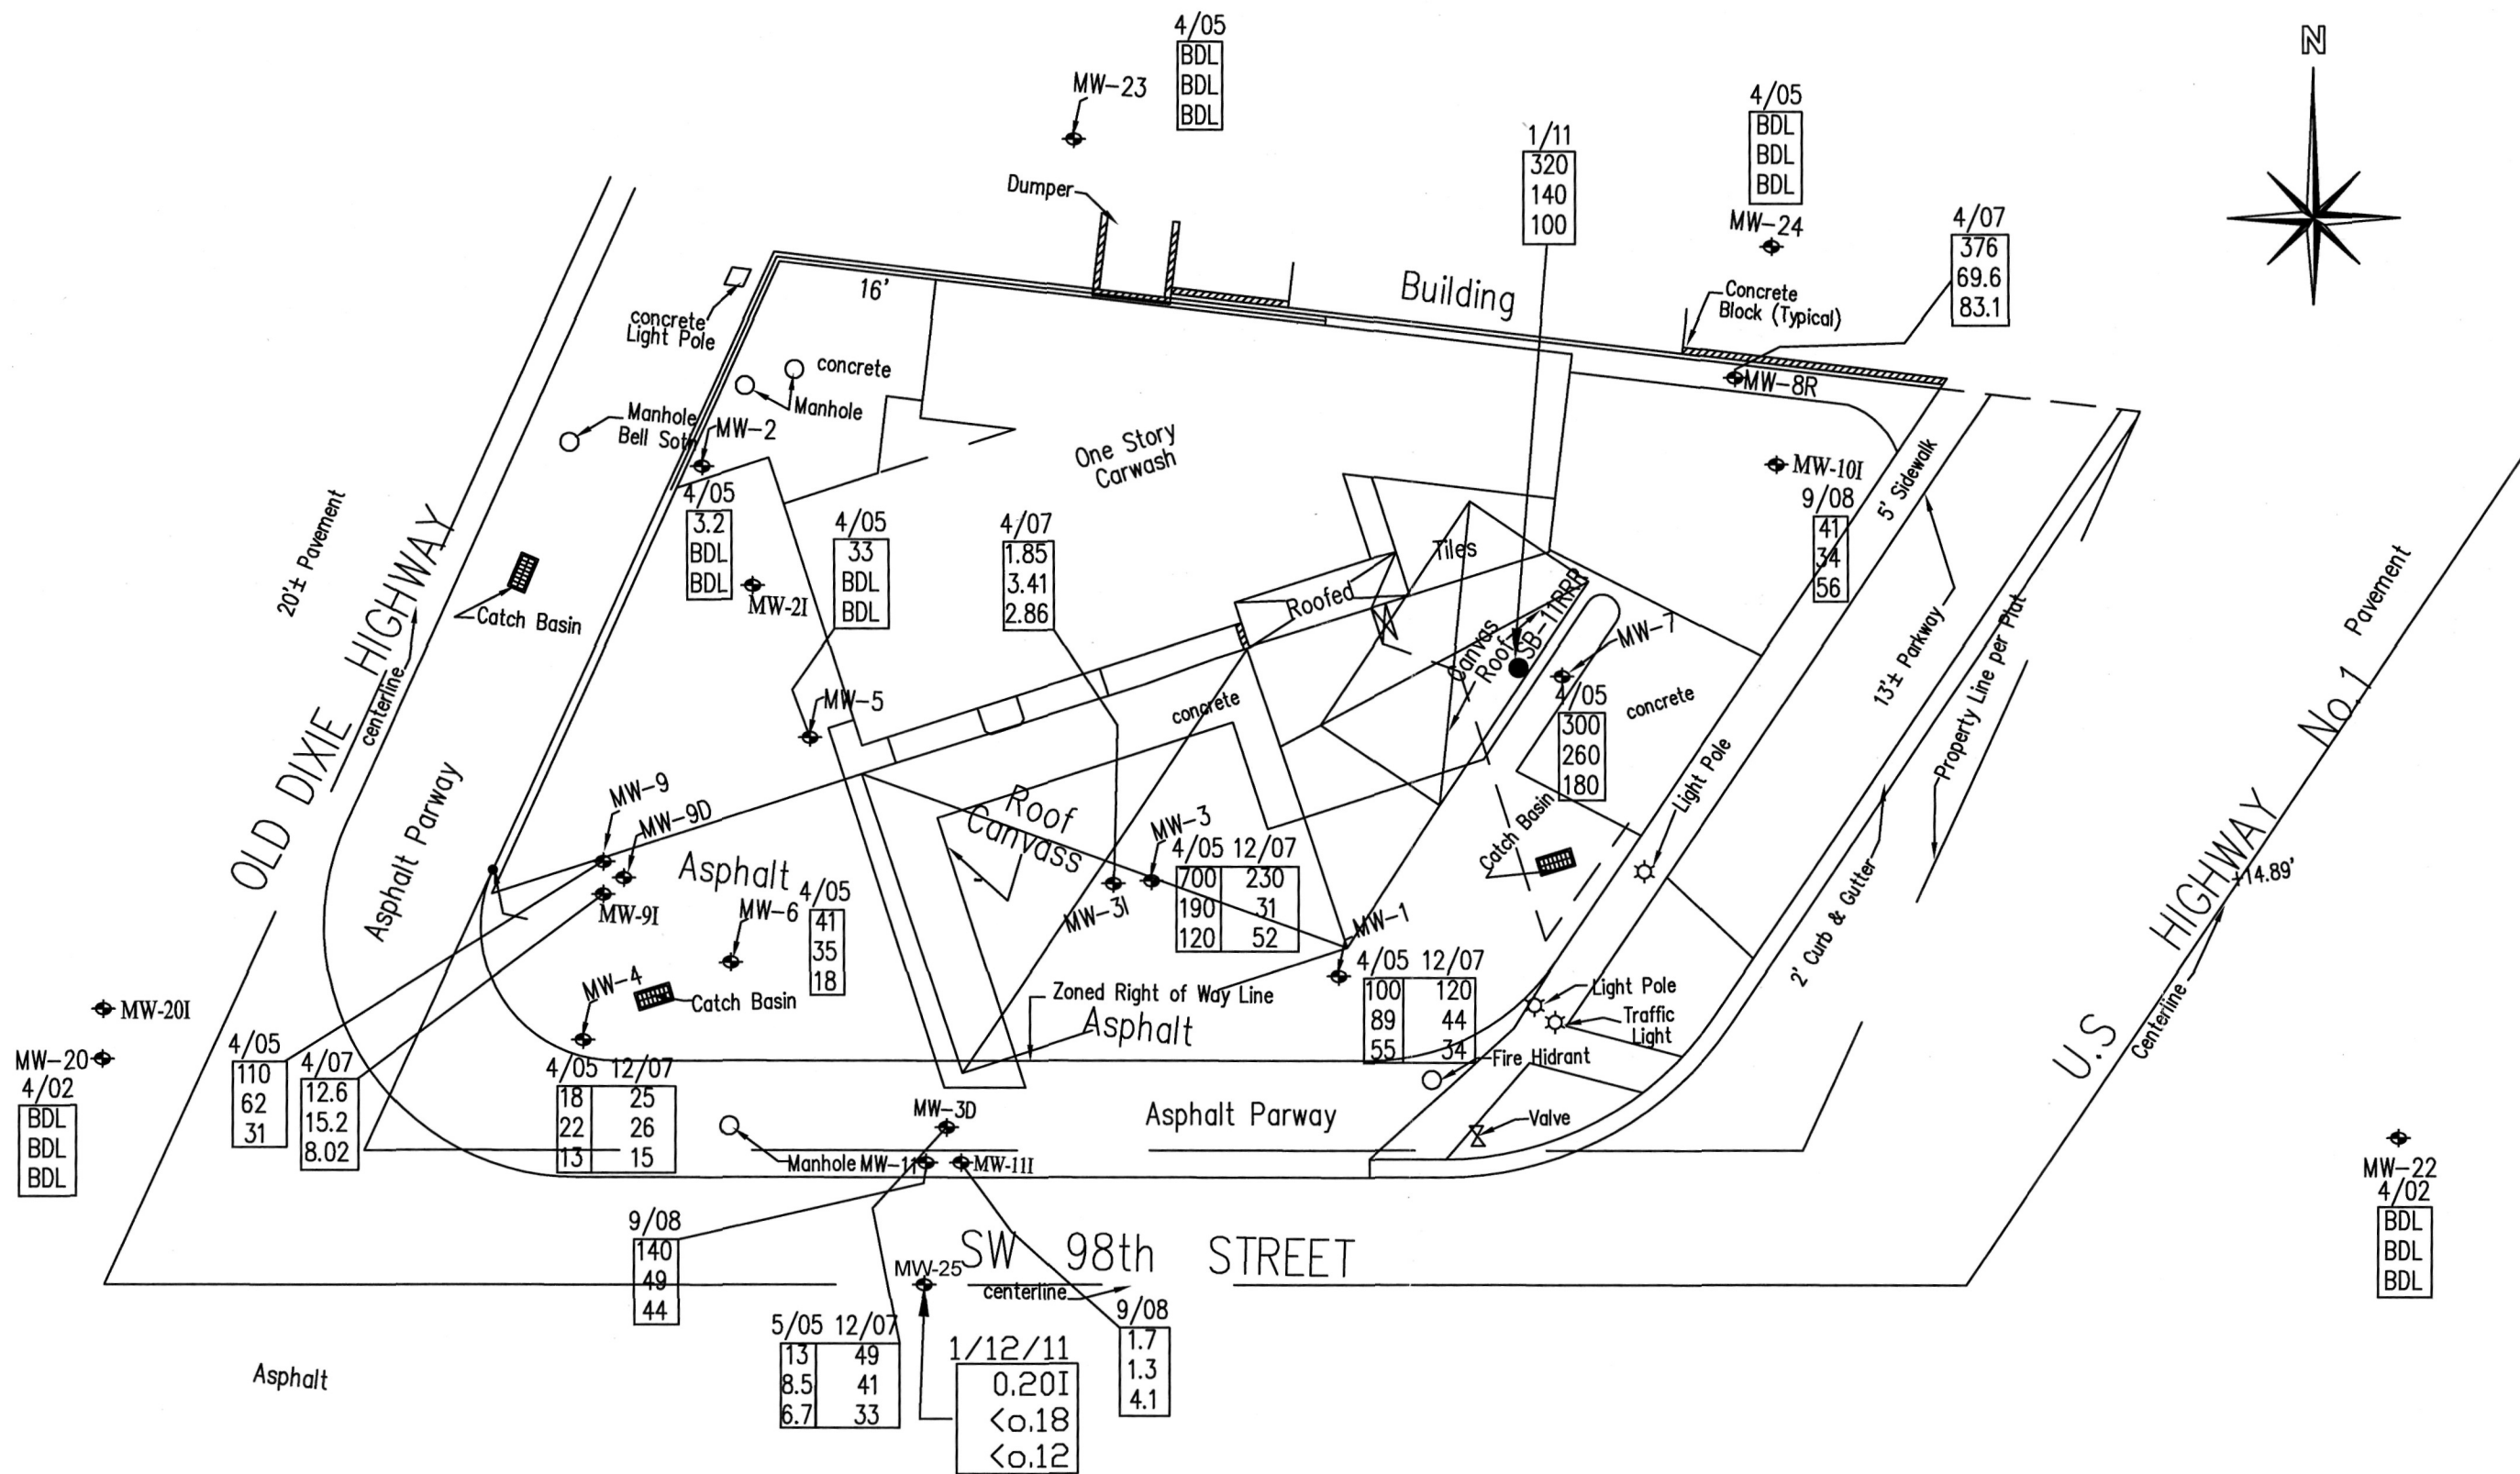 4/05
BDL
BDL
BDL
MW-23
N
4/05
BDL
BDL
BDL
MW-24
1/11
320
140
100
4/07
376
69.6
83.1
Dumper
Building
Concrete
Block (Typical)
16'
concrete
Light Pole
concrete
Manhole
Manhole
Bell Soth
MW-2
MW-8R
One Story
Carwash
MW-10I
9/08
41
34
56
5' Sidewalk
20'± Pavement
OLD DIXIE HIGHWAY
centerline
Catch Basin
4/05
3.2
BDL
BDL
MW-2I
4/05
33
BDL
BDL
4/07
1.85
3.41
2.86
Tiles
Roofed
Canvas
Roof
SB-11RRR
MW-7
4/05
300
260
180
concrete
13'± Parkway
Property Line per Plat
Pavement
MW-5
concrete
Light Pole
U.S HIGHWAY No.1
+14.89'
Centerline
2' Curb & Gutter
Asphalt Parway
MW-9
MW-9D
MW-9I
Asphalt
MW-6
4/05
41
35
18
Roof
Canvass
MW-3
MW-3I
4/05 12/07
700 230
190 31
120 52
Catch Basin
MW-1
4/05 12/07
100 120
89 44
55 34
Light Pole
Traffic
Light
Fire Hidrant
Valve
MW-4
Catch Basin
Zoned Right of Way Line
Asphalt
MW-20I
MW-20
4/02
BDL
BDL
BDL
4/05
110
62
31
4/07
12.6
15.2
8.02
4/05 12/07
18 25
22 26
13 15
MW-3D
Asphalt Parway
Manhole
MW-11
MW-11I
MW-22
4/02
BDL
BDL
BDL
9/08
140
49
44
MW-25
SW 98th STREET
centerline
5/05 12/07
13 49
8.5 41
6.7 33
1/12/11
0.20I
<0.18
<0.12
9/08
1.7
1.3
4.1
Asphalt